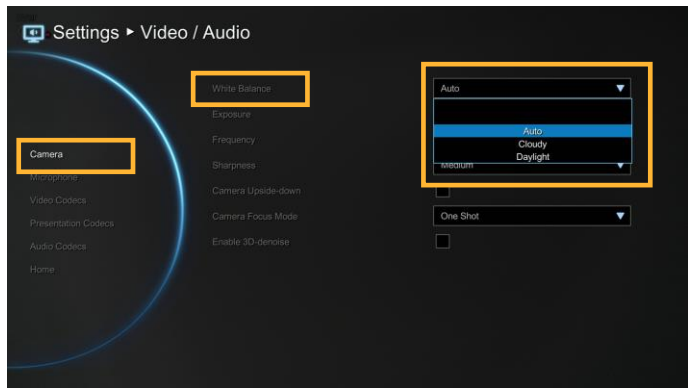 Settings ▸ Video / Audio
White Balance
Auto
Exposure
Frequency
Auto
Cloudy
Daylight
Camera
Sharpness
Medium
Microphone
Camera Upside-down
Video Codecs
Camera Focus Mode
One Shot
Presentation Codecs
Enable 3D-denoise
Audio Codecs
Home